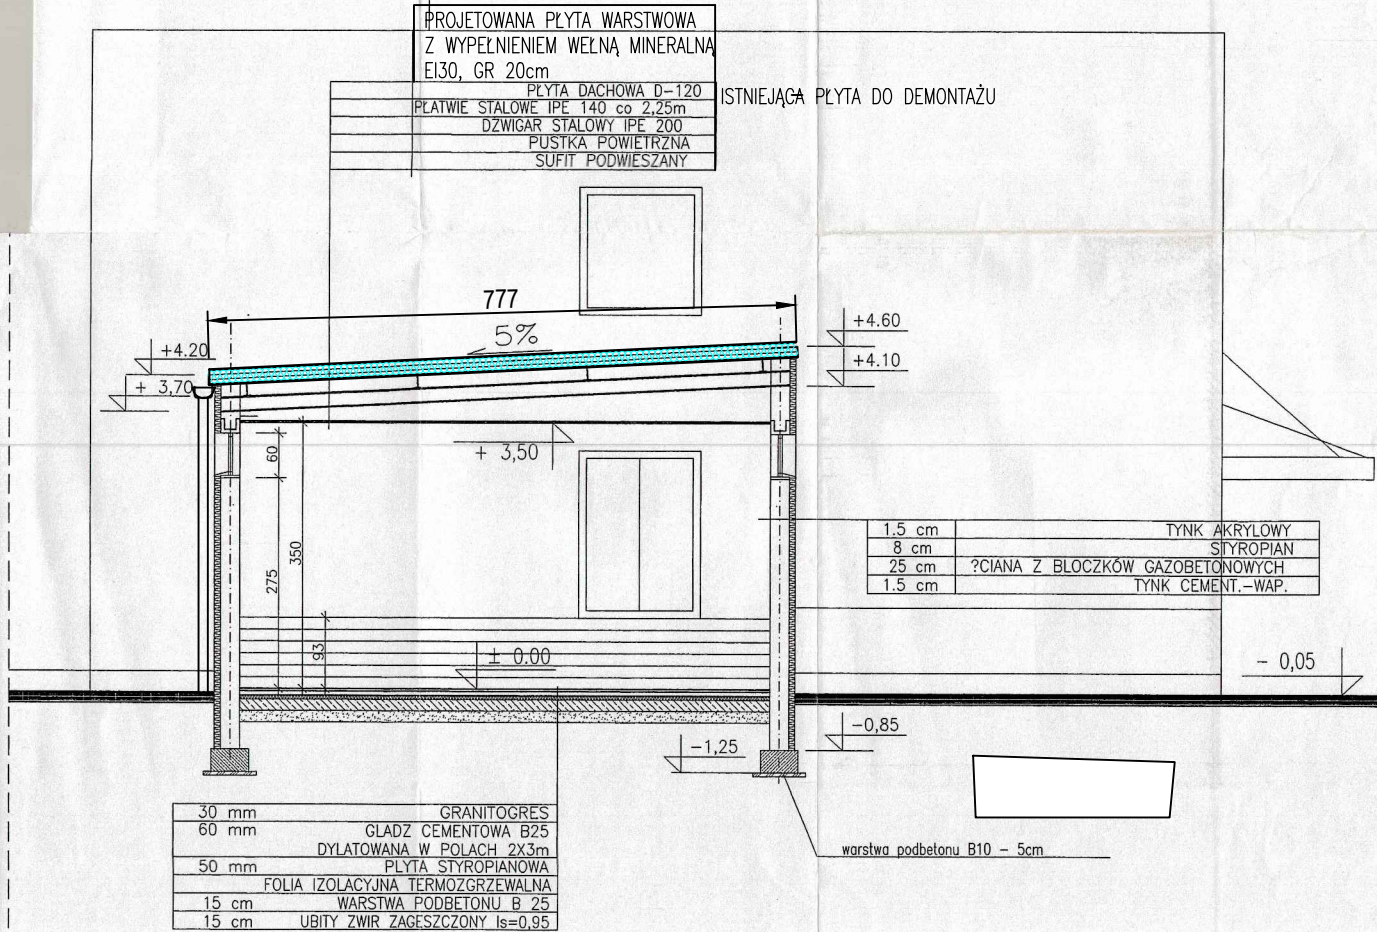 PROJETOWANA PŁYTA WARSTWOWA
Z WYPEŁNIENIEM WEŁNĄ MINERALNĄ
EI30, GR 20cm
PŁYTA DACHOWA D-120
PŁATWIE STALOWE IPE 140 co 2,25m
DZWIGAR STALOWY IPE 200
PUSTKA POWIETRZNA
SUFIT PODWIESZANY
ISTNIEJĄCA PŁYTA DO DEMONTAŻU
777
5%
+4.20
+ 3,70
+4.60
+4.10
+ 3,50
60
350
275
93
± 0.00
1.5 cm TYNK AKRYLOWY
8 cm STYROPIAN
25 cm ?CIANA Z BLOCZKÓW GAZOBETONOWYCH
1.5 cm TYNK CEMENT.-WAP.
- 0,05
-0,85
-1,25
30 mm GRANITOGRES
60 mm GLADZ CEMENTOWA B25
DYLATOWANA W POLACH 2X3m
50 mm PLYTA STYROPIANOWA
FOLIA IZOLACYJNA TERMOZGRZEWALNA
15 cm WARSTWA PODBETONU B 25
15 cm UBITY ZWIR ZAGESZCZONY Is=0,95
warstwa podbetonu B10 - 5cm